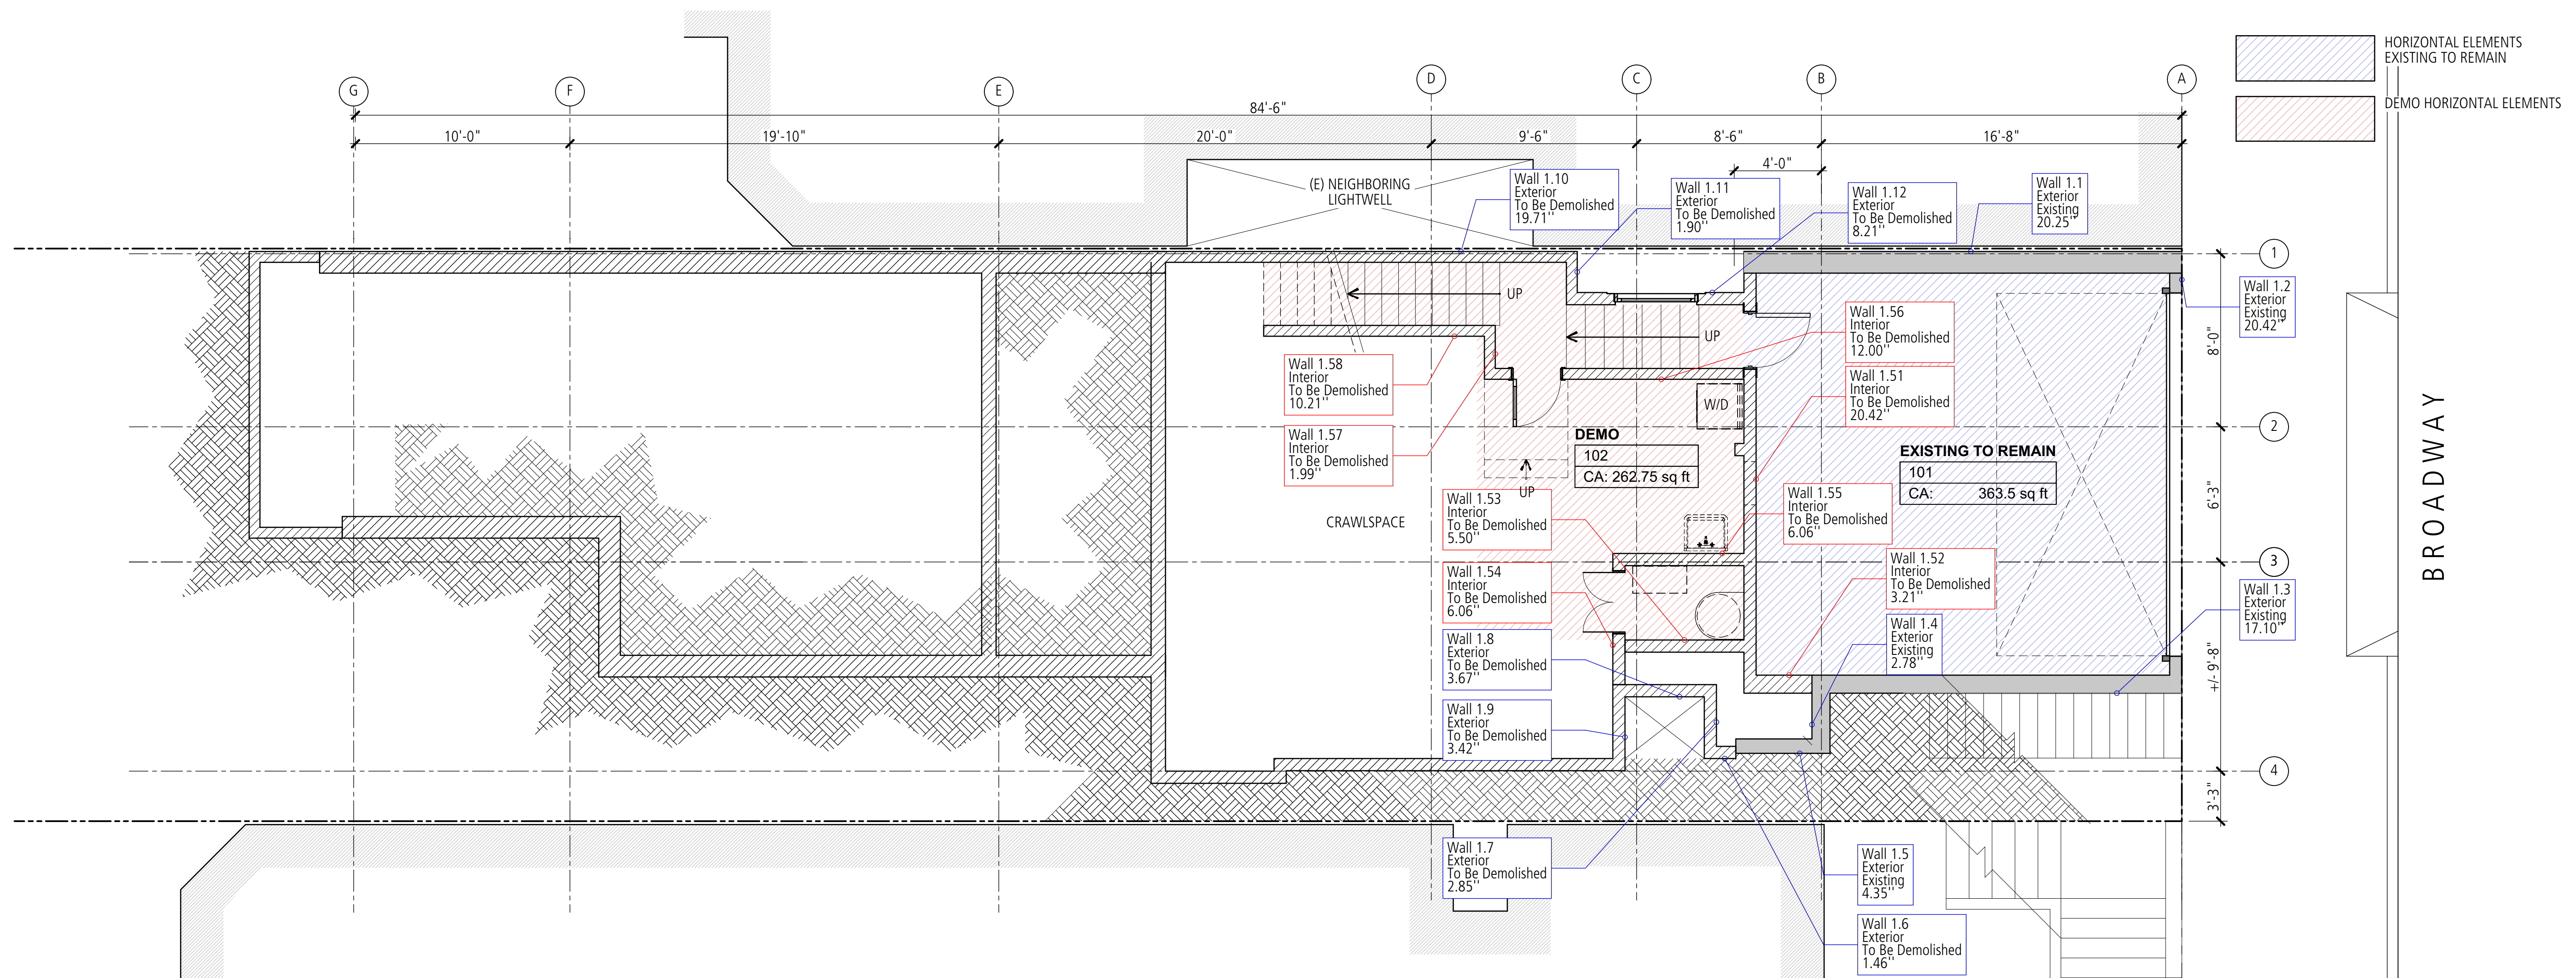 HORIZONTAL ELEMENTS
EXISTING TO REMAIN
DEMO HORIZONTAL ELEMENTS
G
F
E
D
C
B
A
84'-6"
10'-0"
19'-10"
20'-0"
9'-6"
8'-6"
16'-8"
4'-0"
(E) NEIGHBORING
LIGHTWELL
Wall 1.10
Exterior
To Be Demolished
19.71''
Wall 1.11
Exterior
To Be Demolished
1.90''
Wall 1.12
Exterior
To Be Demolished
8.21''
Wall 1.1
Exterior
Existing
20.25''
1
Wall 1.2
Exterior
Existing
20.42''
UP
UP
8'-0"
Wall 1.56
Interior
To Be Demolished
12.00''
Wall 1.58
Interior
To Be Demolished
10.21''
Wall 1.51
Interior
To Be Demolished
20.42''
W/D
2
Wall 1.57
Interior
To Be Demolished
1.99''
DEMO
102
CA: 262.75 sq ft
EXISTING TO REMAIN
101
CA: 363.5 sq ft
UP
BROADWAY
6'-3"
CRAWLSPACE
Wall 1.53
Interior
To Be Demolished
5.50''
Wall 1.55
Interior
To Be Demolished
6.06''
3
Wall 1.54
Interior
To Be Demolished
6.06''
Wall 1.52
Interior
To Be Demolished
3.21''
Wall 1.3
Exterior
Existing
17.10''
Wall 1.8
Exterior
To Be Demolished
3.67''
Wall 1.4
Exterior
Existing
2.78''
+/- 9'-8"
Wall 1.9
Exterior
To Be Demolished
3.42''
4
3'-3"
Wall 1.7
Exterior
To Be Demolished
2.85''
Wall 1.5
Exterior
Existing
4.35''
Wall 1.6
Exterior
To Be Demolished
1.46''